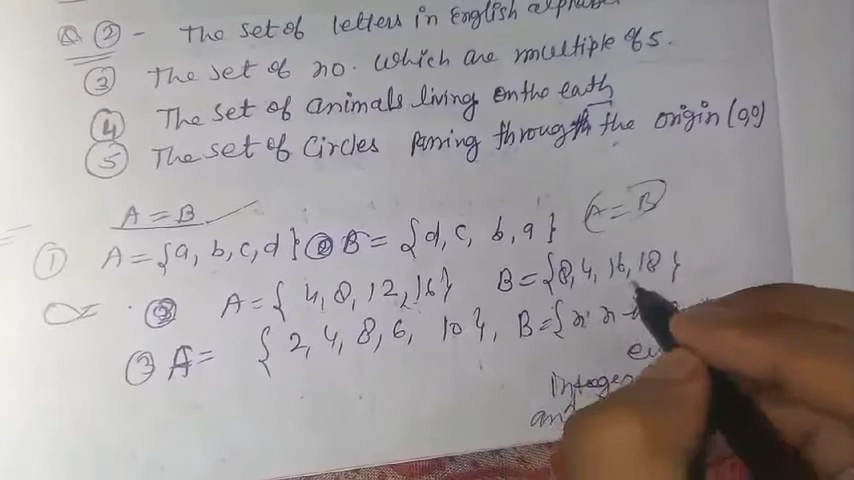 Q ② - The set of letters in English alphabet
③ The set of no. which are multiple of 5.
④ The set of animals living on the earth
⑤ The set of Circles passing through the origin (0,0)
A = B
① A = {a, b, c, d} ② B = {d, c, b, a} (A = B)
② A = { 4, 8, 12, 16} B = {8, 4, 16, 18}
③ A = { 2, 4, 8, 6, 10 }, B = {x: x
Integer
and